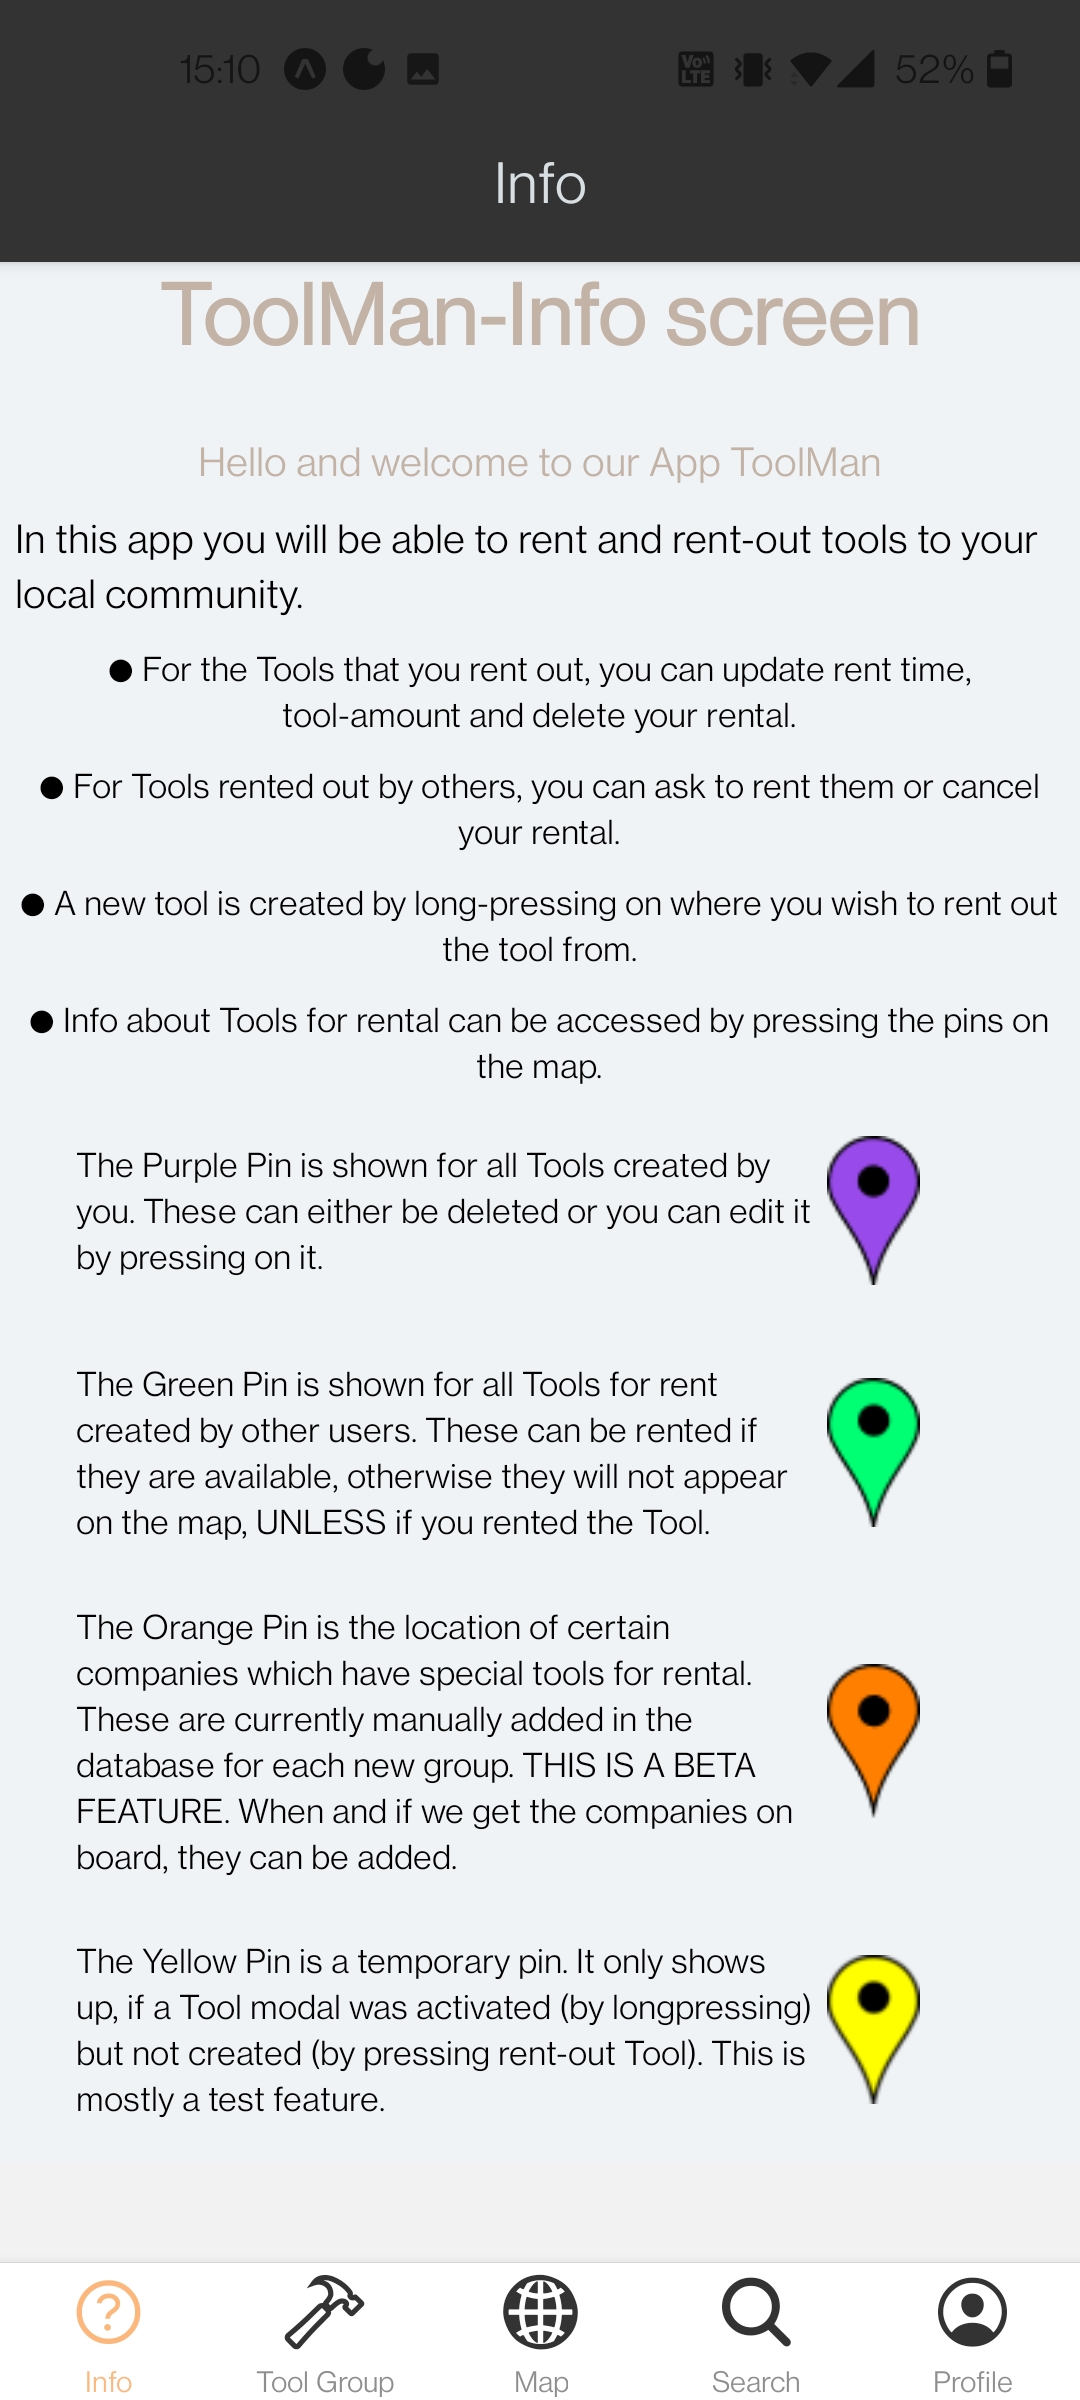 15:10
Vo LTE
52%
Info
ToolMan-Info screen
Hello and welcome to our App ToolMan
In this app you will be able to rent and rent-out tools to your
local community.
● For the Tools that you rent out, you can update rent time,
tool-amount and delete your rental.
● For Tools rented out by others, you can ask to rent them or cancel
your rental.
● A new tool is created by long-pressing on where you wish to rent out
the tool from.
● Info about Tools for rental can be accessed by pressing the pins on
the map.
The Purple Pin is shown for all Tools created by
you. These can either be deleted or you can edit it
by pressing on it.
The Green Pin is shown for all Tools for rent
created by other users. These can be rented if
they are available, otherwise they will not appear
on the map, UNLESS if you rented the Tool.
The Orange Pin is the location of certain
companies which have special tools for rental.
These are currently manually added in the
database for each new group. THIS IS A BETA
FEATURE. When and if we get the companies on
board, they can be added.
The Yellow Pin is a temporary pin. It only shows
up, if a Tool modal was activated (by longpressing)
but not created (by pressing rent-out Tool). This is
mostly a test feature.
Info
Tool Group
Map
Search
Profile